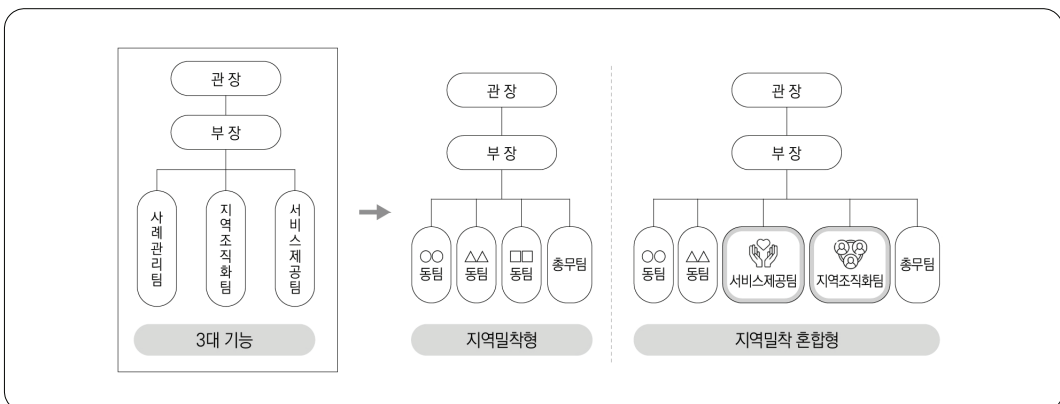 관 장
부 장
사례관리팀
지역조직화팀
서비스제공팀
3대 기능
관 장
부 장
○○
동팀
△△
동팀
□□
동팀
총무팀
지역밀착형
관 장
부 장
○○
동팀
△△
동팀
서비스제공팀
지역조직화팀
총무팀
지역밀착 혼합형